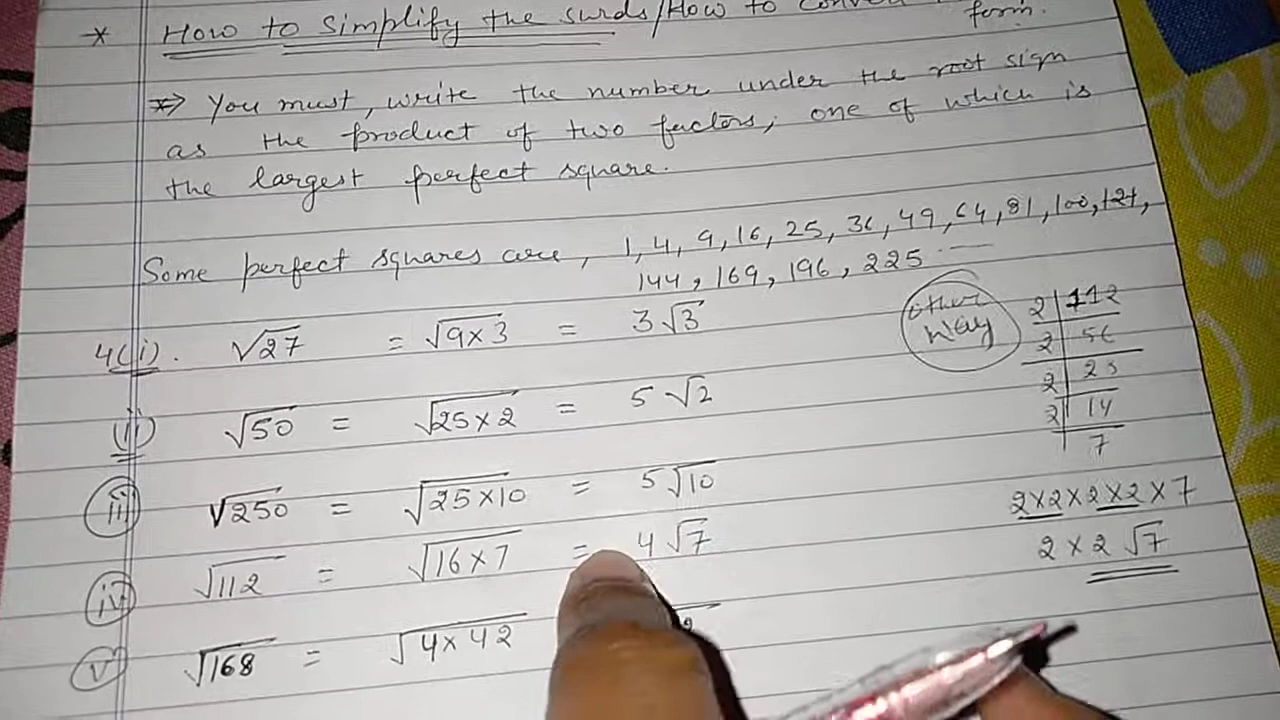 * How to simplify the surds/How to conve
form.
*⇒ You must, write the number under the root sign
as the product of two factors, one of which is
the largest perfect square.
Some perfect squares are, 1, 4, 9, 16, 25, 36, 49, 64, 81, 100, 121,
144, 169, 196, 225
4(i). √27 = √9×3 = 3√3
(ii) √50 = √25×2 = 5√2
(iii) √250 = √25×10 = 5√10
(iv) √112 = √16×7 = 4√7
(v) √168 = √4×42
other
way
2 | 112
2 | 56
2 | 28
2 | 14
7
2×2×2×2×7
2×2√7